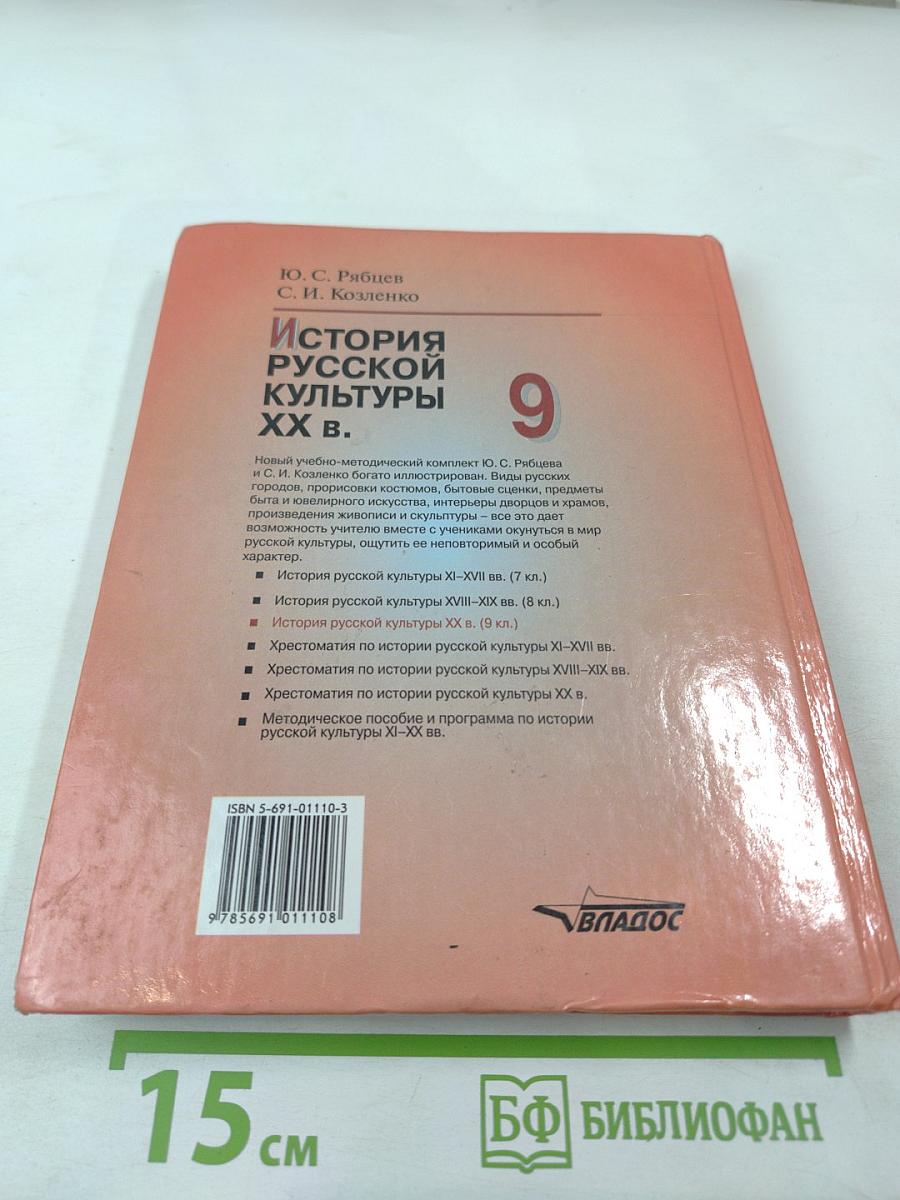 Ю. С. Рябцев
С. И. Козленко
ИСТОРИЯ
РУССКОЙ
КУЛЬТУРЫ
XX в.
9
Новый учебно-методический комплект Ю. С. Рябцева
и С. И. Козленко богато иллюстрирован. Виды русских
городов, прорисовки костюмов, бытовые сценки, предметы
быта и ювелирного искусства, интерьеры дворцов и храмов,
произведения живописи и скульптуры – все это дает
возможность учителю вместе с учениками окунуться в мир
русской культуры, ощутить ее неповторимый и особый
характер.
■ История русской культуры XI–XVII вв. (7 кл.)
■ История русской культуры XVIII–XIX вв. (8 кл.)
■ История русской культуры XX в. (9 кл.)
■ Хрестоматия по истории русской культуры XI–XVII вв.
■ Хрестоматия по истории русской культуры XVIII–XIX вв.
■ Хрестоматия по истории русской культуры XX в.
■ Методическое пособие и программа по истории
русской культуры XI–XX вв.
ISBN 5-691-01110-3
9 785691 011108
ВЛАДОС
15 см
БФ БИБЛИОФАН